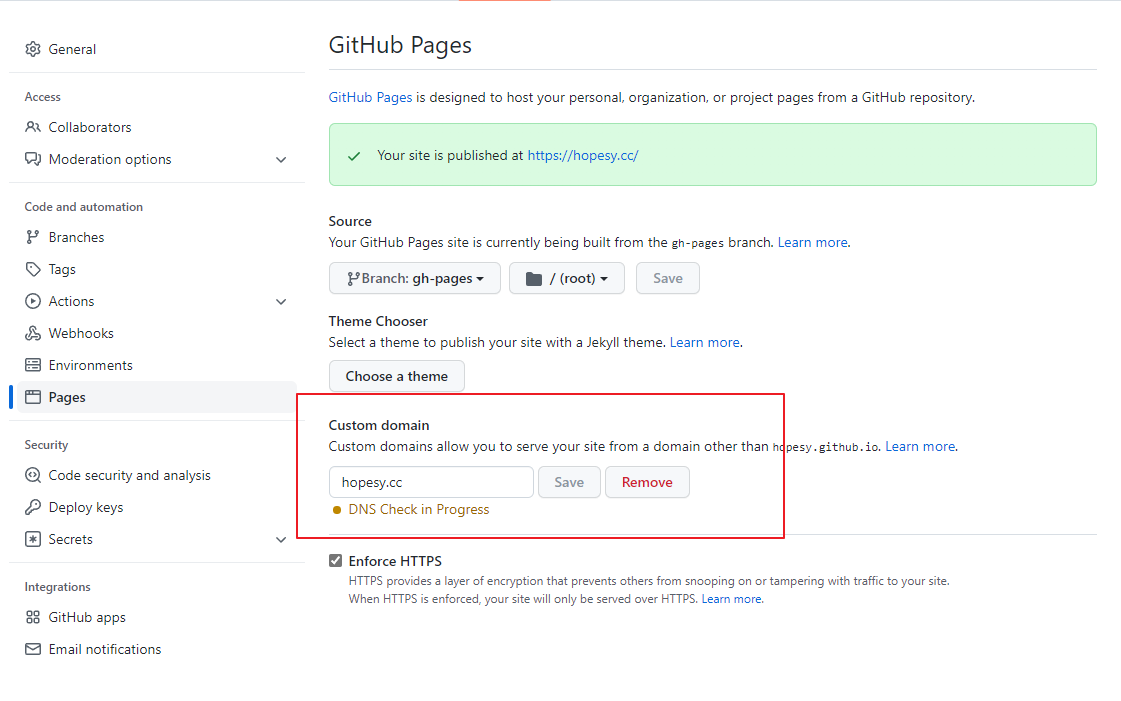 General
Access
Collaborators
Moderation options
Code and automation
Branches
Tags
Actions
Webhooks
Environments
Pages
Security
Code security and analysis
Deploy keys
Secrets
Integrations
GitHub apps
Email notifications
GitHub Pages
GitHub Pages is designed to host your personal, organization, or project pages from a GitHub repository.
Your site is published at https://hopesy.cc/
Source
Your GitHub Pages site is currently being built from the gh-pages branch. Learn more.
Branch: gh-pages / (root) Save
Theme Chooser
Select a theme to publish your site with a Jekyll theme. Learn more.
Choose a theme
Custom domain
Custom domains allow you to serve your site from a domain other than hopesy.github.io. Learn more.
hopesy.cc Save Remove
DNS Check in Progress
Enforce HTTPS
HTTPS provides a layer of encryption that prevents others from snooping on or tampering with traffic to your site.
When HTTPS is enforced, your site will only be served over HTTPS. Learn more.